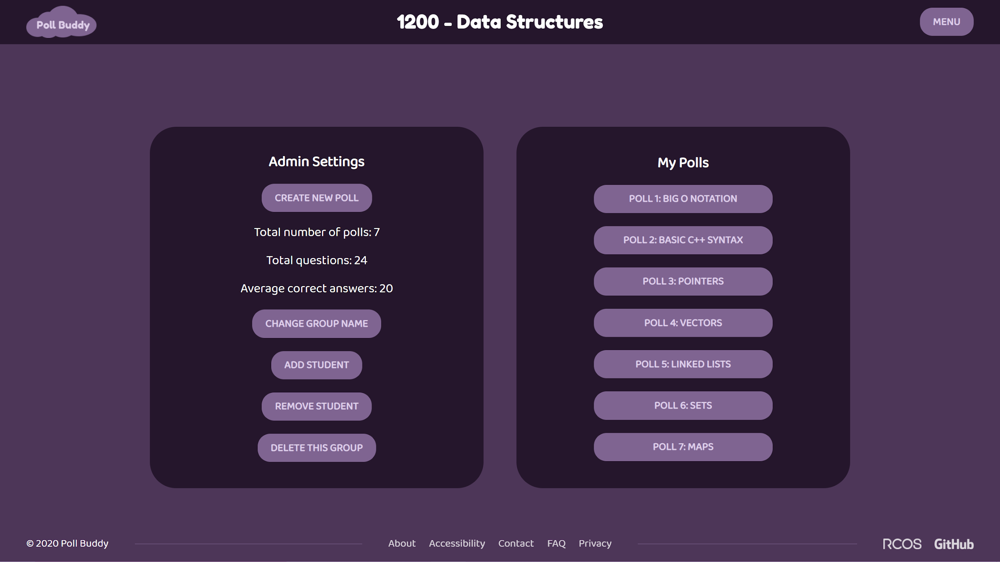 Poll Buddy
1200 - Data Structures
MENU
Admin Settings
CREATE NEW POLL
Total number of polls: 7
Total questions: 24
Average correct answers: 20
CHANGE GROUP NAME
ADD STUDENT
REMOVE STUDENT
DELETE THIS GROUP
My Polls
POLL 1: BIG O NOTATION
POLL 2: BASIC C++ SYNTAX
POLL 3: POINTERS
POLL 4: VECTORS
POLL 5: LINKED LISTS
POLL 6: SETS
POLL 7: MAPS
© 2020 Poll Buddy
About Accessibility Contact FAQ Privacy
RCOS GitHub